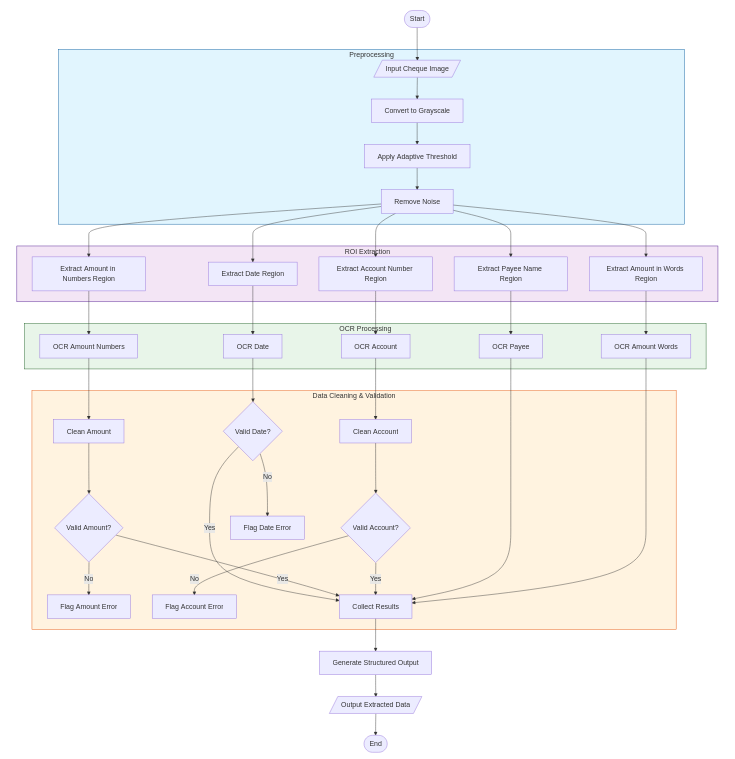 Start
Preprocessing
Input Cheque Image
Convert to Grayscale
Apply Adaptive Threshold
Remove Noise
ROI Extraction
Extract Amount in
Numbers Region
Extract Date Region
Extract Account Number
Region
Extract Payee Name
Region
Extract Amount in Words
Region
OCR Processing
OCR Amount Numbers
OCR Date
OCR Account
OCR Payee
OCR Amount Words
Data Cleaning & Validation
Clean Amount
Valid Date?
Clean Account
No
Valid Amount?
Yes
Flag Date Error
Valid Account?
No
No
Yes
Yes
Flag Amount Error
Flag Account Error
Collect Results
Generate Structured Output
Output Extracted Data
End